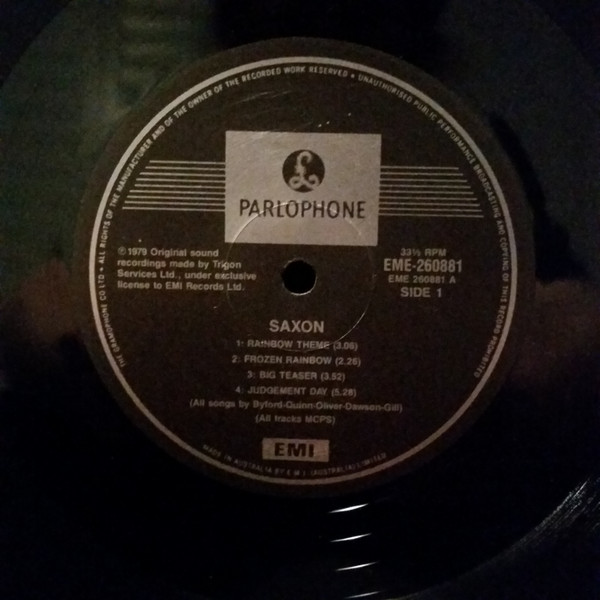 THE GRAMOPHONE CO LTD • ALL RIGHTS OF THE MANUFACTURER AND OF THE OWNER OF THE RECORDED WORK RESERVED • UNAUTHORISED PUBLIC PERFORMANCE BROADCASTING AND COPYING OF THIS RECORD PROHIBITED
£
PARLOPHONE
℗ 1979 Original sound
recordings made by Trigon
Services Ltd., under exclusive
license to EMI Records Ltd.
33⅓ RPM
EME-260881
EME 260881 A
SIDE 1
SAXON
1: RAINBOW THEME (3.06)
2: FROZEN RAINBOW (2.26)
3: BIG TEASER (3.52)
4: JUDGEMENT DAY (5.28)
(All songs by Byford-Quinn-Oliver-Dawson-Gill)
(All tracks MCPS)
EMI
MADE IN AUSTRALIA BY E M I (AUSTRALIA) LIMITED